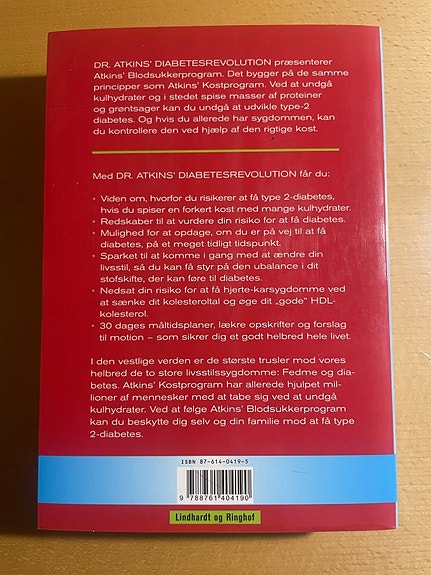 DR. ATKINS' DIABETESREVOLUTION præsenterer
Atkins' Blodsukkerprogram. Det bygger på de samme
principper som Atkins' Kostprogram. Ved at undgå
kulhydrater og i stedet spise masser af proteiner
og grøntsager kan du undgå at udvikle type-2
diabetes. Og hvis du allerede har sygdommen, kan
du kontrollere den ved hjælp af den rigtige kost.
Med DR. ATKINS' DIABETESREVOLUTION får du:
• Viden om, hvorfor du risikerer at få type 2-diabetes,
hvis du spiser en forkert kost med mange kulhydrater.
• Redskaber til at vurdere din risiko for at få diabetes.
• Mulighed for at opdage, om du er på vej til at få
diabetes, på et meget tidligt tidspunkt.
• Sparket til at komme i gang med at ændre din
livsstil, så du kan få styr på den ubalance i dit
stofskifte, der kan føre til diabetes.
• Nedsat din risiko for at få hjerte-karsygdomme ved
at sænke dit kolesteroltal og øge dit „gode" HDL-
kolesterol.
• 30 dages måltidsplaner, lækre opskrifter og forslag
til motion – som sikrer dig et godt helbred hele livet.
I den vestlige verden er de største trusler mod vores
helbred de to store livsstilssygdomme: Fedme og dia-
betes. Atkins' Kostprogram har allerede hjulpet mil-
lioner af mennesker med at tabe sig ved at undgå
kulhydrater. Ved at følge Atkins' Blodsukkerprogram
kan du beskytte dig selv og din familie mod at få type
2-diabetes.
ISBN 87-614-0419-5
9 788761 404190
Lindhardt og Ringhof